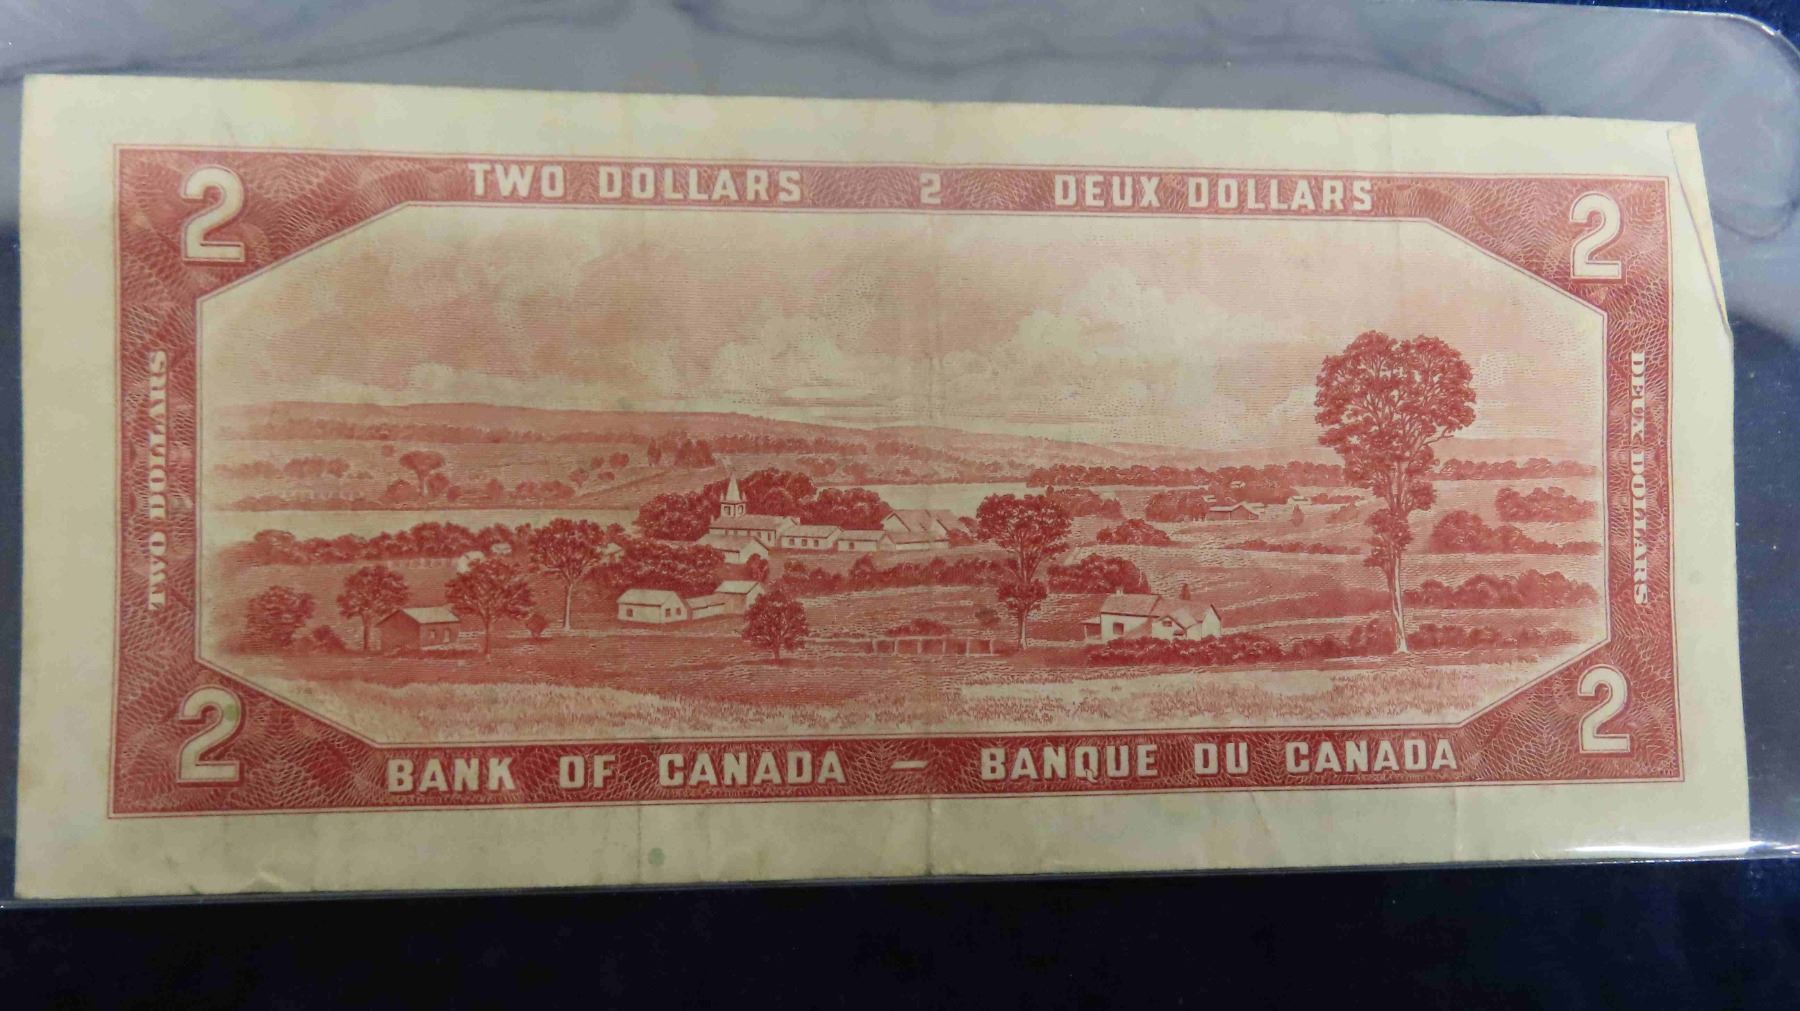 2 TWO DOLLARS 2 DEUX DOLLARS 2
TWO DOLLARS
DEUX DOLLARS
2 BANK OF CANADA — BANQUE DU CANADA 2